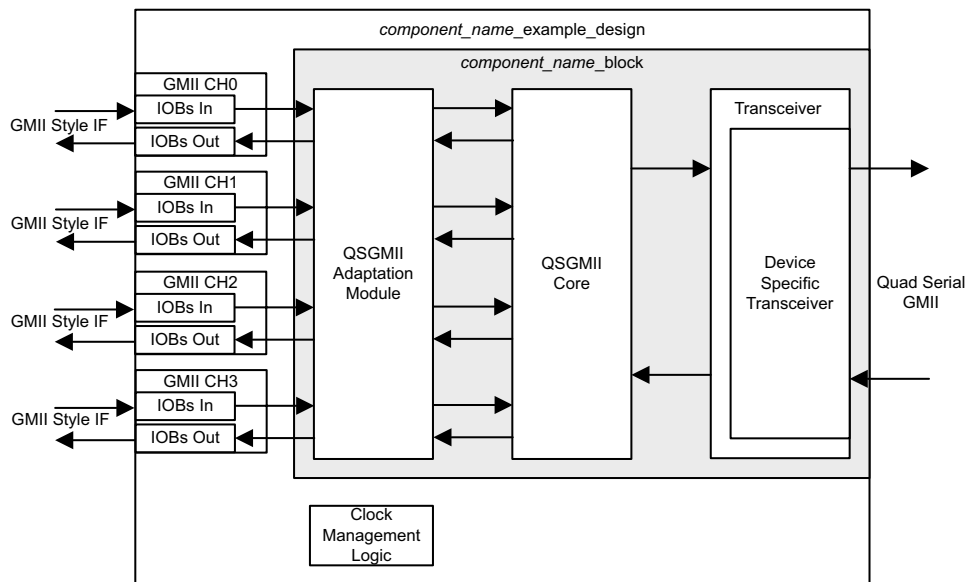 component_name_example_design
component_name_block
GMII CH0
IOBs In
IOBs Out
GMII Style IF
GMII CH1
IOBs In
IOBs Out
GMII Style IF
GMII CH2
IOBs In
IOBs Out
GMII Style IF
GMII CH3
IOBs In
IOBs Out
GMII Style IF
QSGMII
Adaptation
Module
QSGMII
Core
Transceiver
Device
Specific
Transceiver
Quad Serial
GMII
Clock
Management
Logic